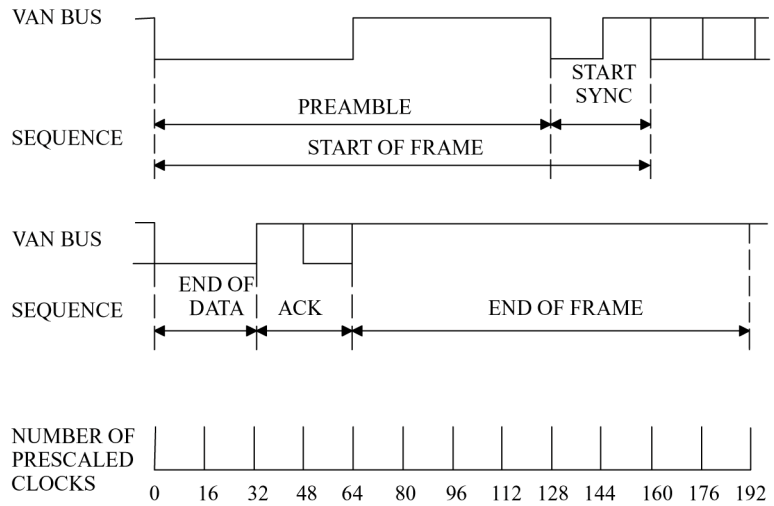 VAN BUS
START
SYNC
PREAMBLE
SEQUENCE
START OF FRAME
VAN BUS
END OF
DATA
ACK
END OF FRAME
SEQUENCE
NUMBER OF
PRESCALED
CLOCKS
0 16 32 48 64 80 96 112 128 144 160 176 192